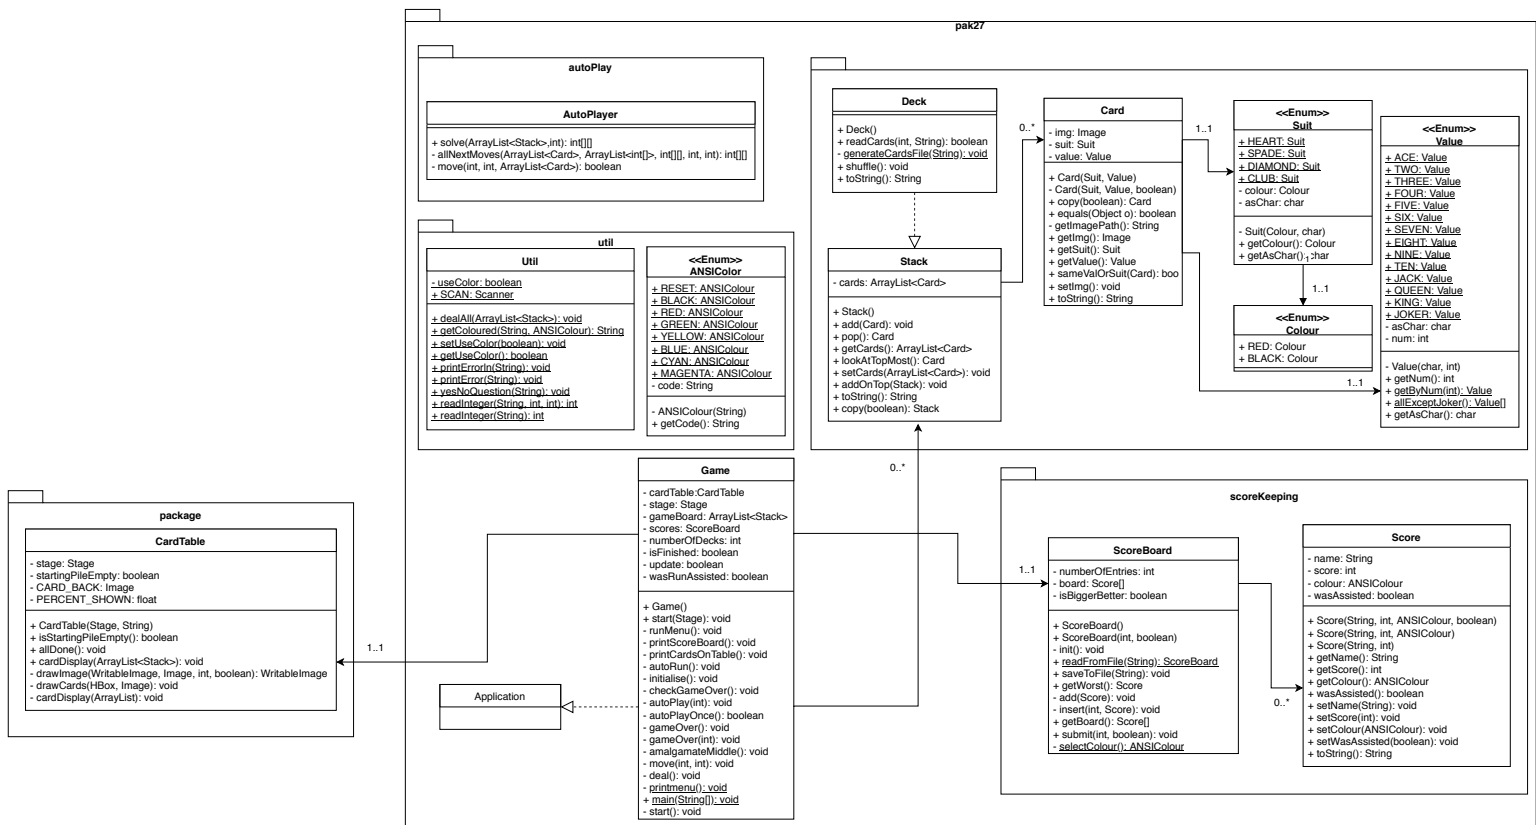 pak27
autoPlay
AutoPlayer
+ solve(ArrayList<Stack>,int): int[][]
- allNextMoves(ArrayList<Card>, ArrayList<int[]>, int[][], int, int): int[][]
- move(int, int, ArrayList<Card>): boolean
util
Util
- useColor: boolean
+ SCAN: Scanner
+ dealAll(ArrayList<Stack>): void
+ getColoured(String, ANSIColour): String
+ setUseColor(boolean): void
+ getUseColor(): boolean
+ printErrorln(String): void
+ printError(String): void
+ yesNoQuestion(String): void
+ readInteger(String, int, int): int
+ readInteger(String): int
<<Enum>>
ANSIColor
+ RESET: ANSIColour
+ BLACK: ANSIColour
+ RED: ANSIColour
+ GREEN: ANSIColour
+ YELLOW: ANSIColour
+ BLUE: ANSIColour
+ CYAN: ANSIColour
+ MAGENTA: ANSIColour
- code: String
- ANSIColour(String)
+ getCode(): String
Deck
+ Deck()
+ readCards(int, String): boolean
- generateCardsFile(String): void
+ shuffle(): void
+ toString(): String
0..*
Stack
- cards: ArrayList<Card>
+ Stack()
+ add(Card): void
+ pop(): Card
+ getCards(): ArrayList<Card>
+ lookAtTopMost(): Card
+ setCards(ArrayList<Card>): void
+ addOnTop(Stack): void
+ toString(): String
+ copy(boolean): Stack
Card
- img: Image
- suit: Suit
- value: Value
+ Card(Suit, Value)
- Card(Suit, Value, boolean)
+ copy(boolean): Card
+ equals(Object o): boolean
- getImagePath(): String
+ getImg(): Image
+ getSuit(): Suit
+ getValue(): Value
+ sameValOrSuit(Card): boo
+ setImg(): void
+ toString(): String
1..1
<<Enum>>
Suit
+ HEART: Suit
+ SPADE: Suit
+ DIAMOND: Suit
+ CLUB: Suit
- colour: Colour
- asChar: char
- Suit(Colour, char)
+ getColour(): Colour
+ getAsChar(): char
1
1..1
<<Enum>>
Colour
+ RED: Colour
+ BLACK: Colour
1..1
<<Enum>>
Value
+ ACE: Value
+ TWO: Value
+ THREE: Value
+ FOUR: Value
+ FIVE: Value
+ SIX: Value
+ SEVEN: Value
+ EIGHT: Value
+ NINE: Value
+ TEN: Value
+ JACK: Value
+ QUEEN: Value
+ KING: Value
+ JOKER: Value
- asChar: char
- num: int
- Value(char, int)
+ getNum(): int
+ getByNum(int): Value
+ allExceptJoker(): Value[]
+ getAsChar(): char
package
CardTable
- stage: Stage
- startingPileEmpty: boolean
- CARD_BACK: Image
- PERCENT_SHOWN: float
+ CardTable(Stage, String)
+ isStartingPileEmpty(): boolean
+ allDone(): void
+ cardDisplay(ArrayList<Stack>): void
- drawImage(WritableImage, Image, int, boolean): WritableImage
- drawCards(HBox, Image): void
- cardDisplay(ArrayList): void
1..1
Application
Game
- cardTable:CardTable
- stage: Stage
- gameBoard: ArrayList<Stack>
- scores: ScoreBoard
- numberOfDecks: int
- isFinished: boolean
- update: boolean
- wasRunAssisted: boolean
+ Game()
+ start(Stage): void
- runMenu(): void
- printScoreBoard(): void
- printCardsOnTable(): void
- autoRun(): void
- initialise(): void
- checkGameOver(): void
- autoPlay(int): void
- autoPlayOnce(): boolean
- gameOver(): void
- gameOver(int): void
- amalgamateMiddle(): void
- move(int, int): void
- deal(): void
- printmenu(): void
+ main(String[]): void
- start(): void
0..*
1..1
scoreKeeping
ScoreBoard
- numberOfEntries: int
- board: Score[]
- isBiggerBetter: boolean
+ ScoreBoard()
+ ScoreBoard(int, boolean)
- init(): void
+ readFromFile(String): ScoreBoard
+ saveToFile(String): void
+ getWorst(): Score
- add(Score): void
- insert(int, Score): void
+ getBoard(): Score[]
+ submit(int, boolean): void
- selectColour(): ANSIColour
0..*
Score
- name: String
- score: int
- colour: ANSIColour
- wasAssisted: boolean
+ Score(String, int, ANSIColour, boolean)
+ Score(String, int, ANSIColour)
+ Score(String, int)
+ getName(): String
+ getScore(): int
+ getColour(): ANSIColour
+ wasAssisted(): boolean
+ setName(String): void
+ setScore(int): void
+ setColour(ANSIColour): void
+ setWasAssisted(boolean): void
+ toString(): String